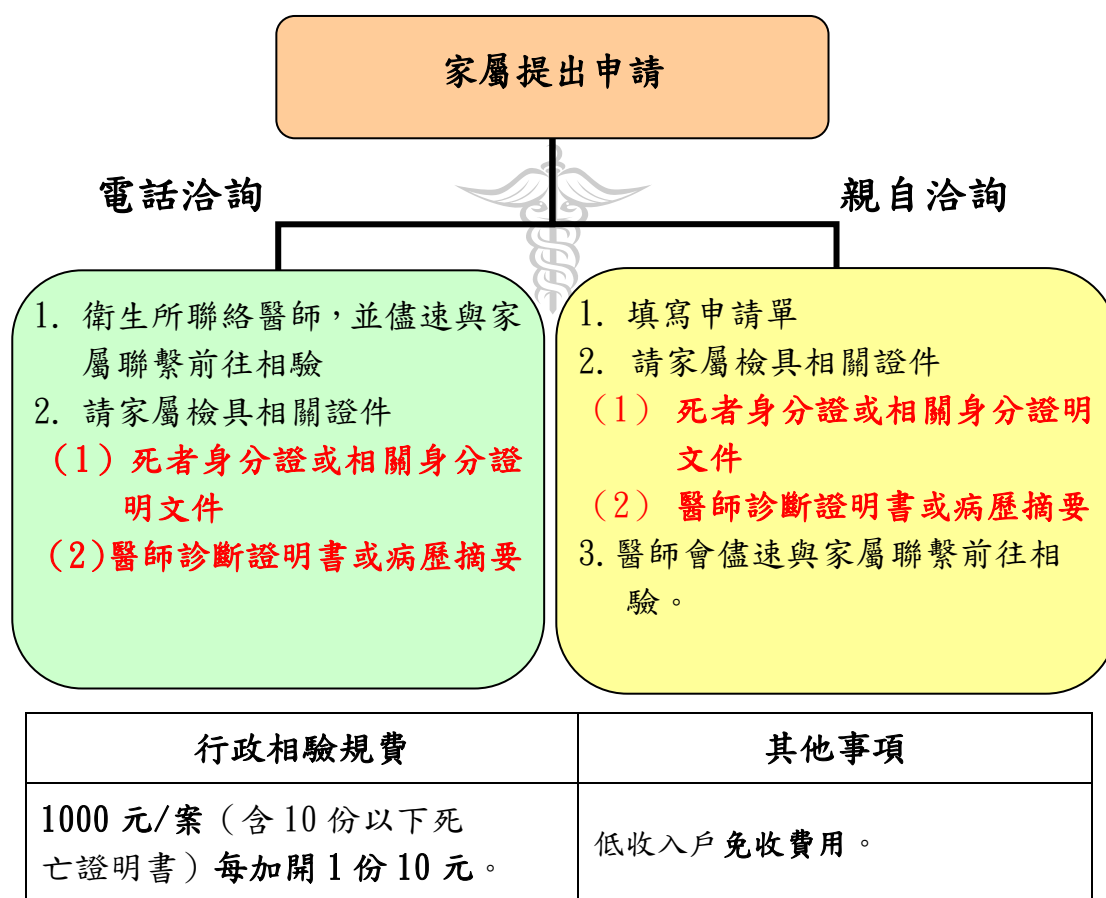 家屬提出申請
電話洽詢
親自洽詢
1. 衛生所聯絡醫師，並儘速與家
屬聯繫前往相驗
2. 請家屬檢具相關證件
(1) 死者身分證或相關身分證
明文件
(2)醫師診斷證明書或病歷摘要
1. 填寫申請單
2. 請家屬檢具相關證件
（1） 死者身分證或相關身分證明
文件
（2） 醫師診斷證明書或病歷摘要
3. 醫師會儘速與家屬聯繫前往相
驗。
行政相驗規費
其他事項
1000 元/案（含 10 份以下死
亡證明書）每加開 1 份 10 元。
低收入戶免收費用。